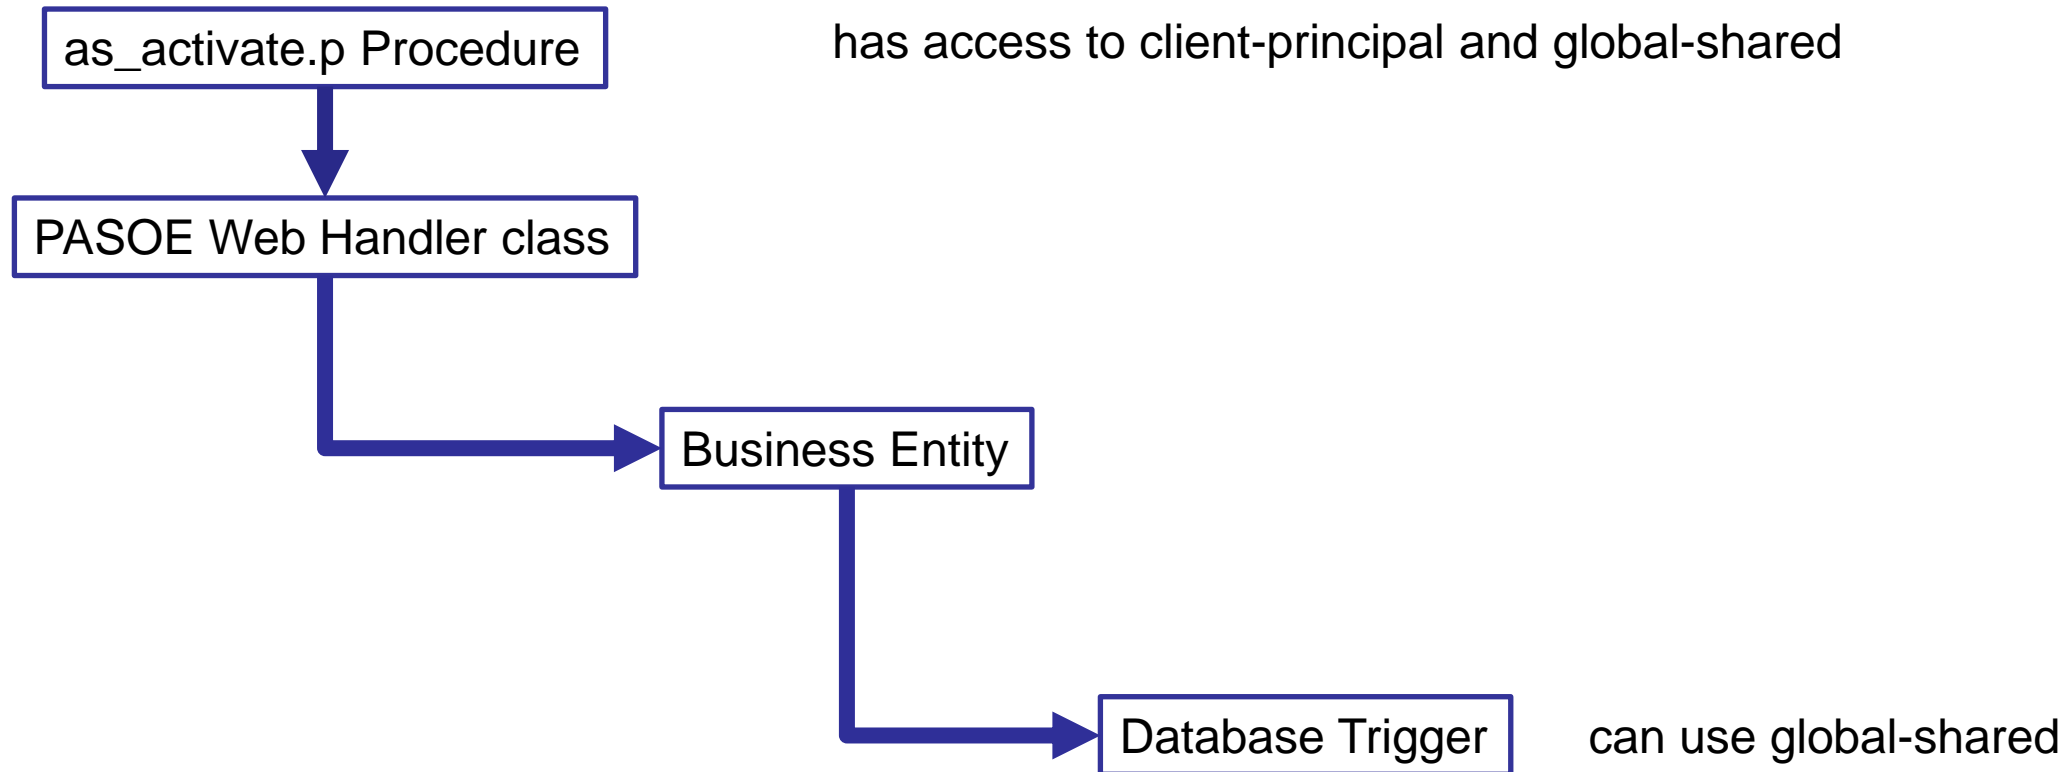 as_activate.p Procedure
has access to client-principal and global-shared
PASOE Web Handler class
Business Entity
Database Trigger
can use global-shared